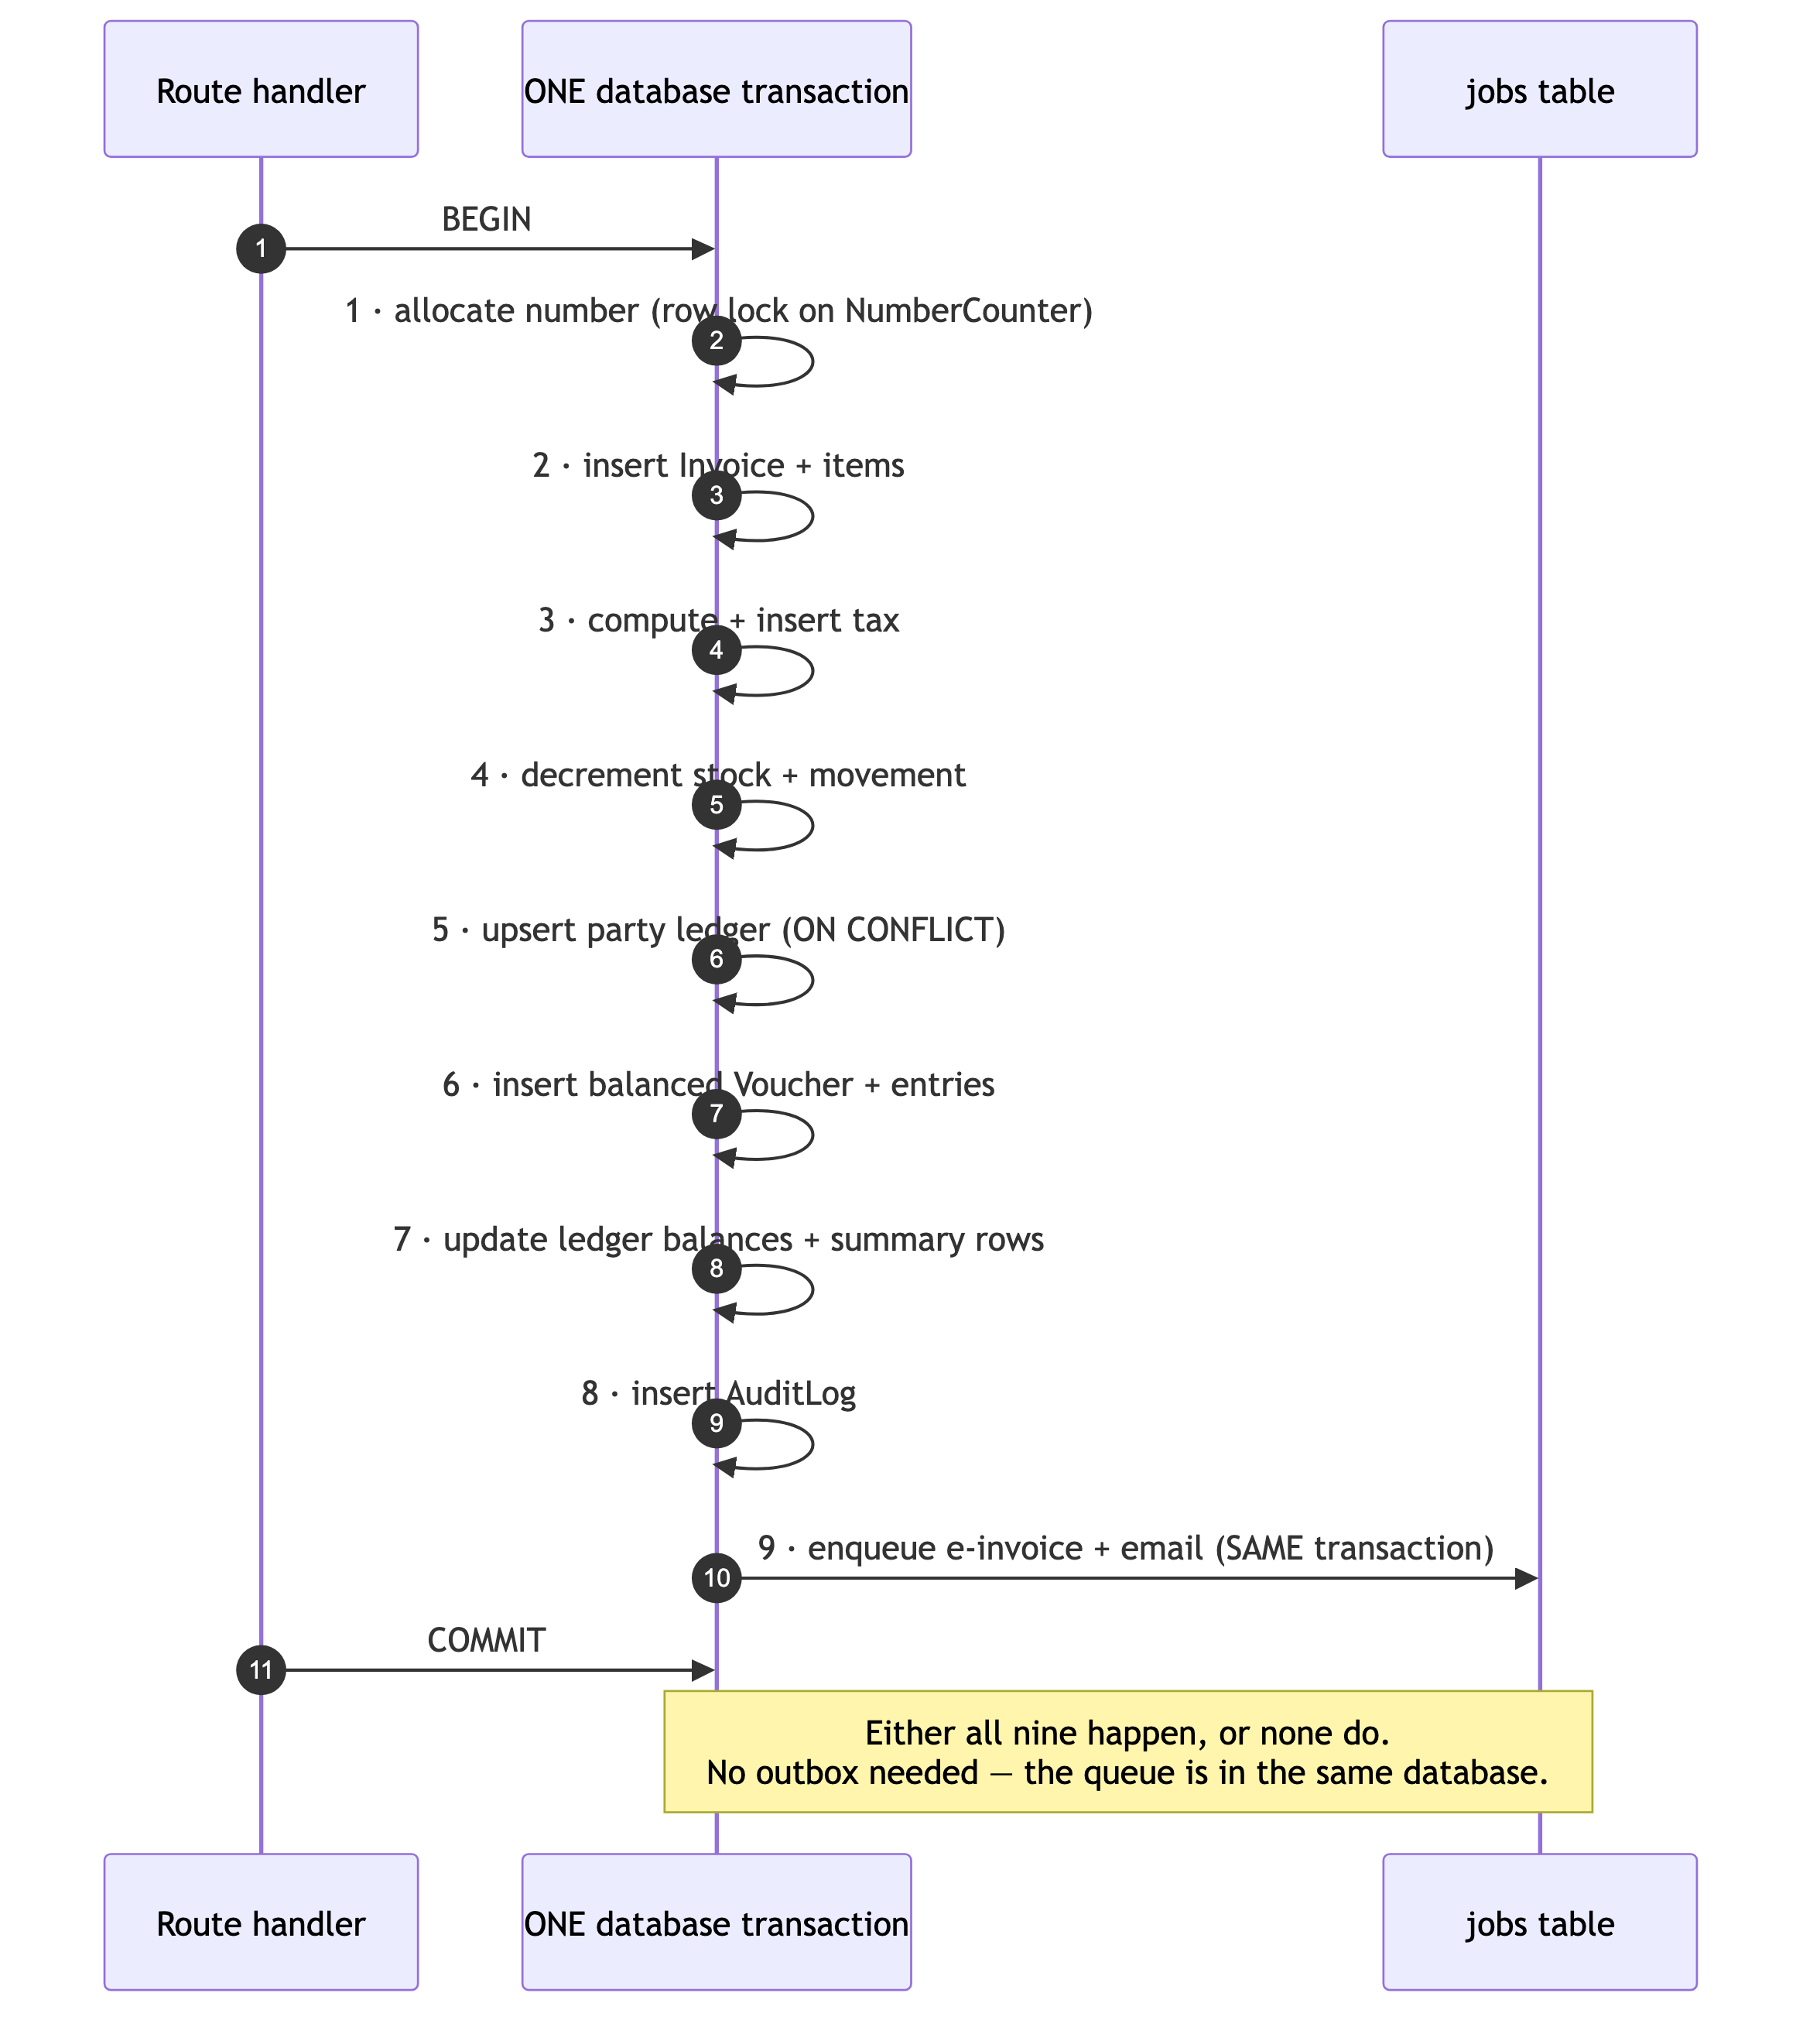 Route handler
ONE database transaction
jobs table
BEGIN
1
1 · allocate number (row lock on NumberCounter)
2
2 · insert Invoice + items
3
3 · compute + insert tax
4
4 · decrement stock + movement
5
5 · upsert party ledger (ON CONFLICT)
6
6 · insert balanced Voucher + entries
7
7 · update ledger balances + summary rows
8
8 · insert AuditLog
9
9 · enqueue e-invoice + email (SAME transaction)
10
COMMIT
11
Either all nine happen, or none do.
No outbox needed — the queue is in the same database.
Route handler
ONE database transaction
jobs table